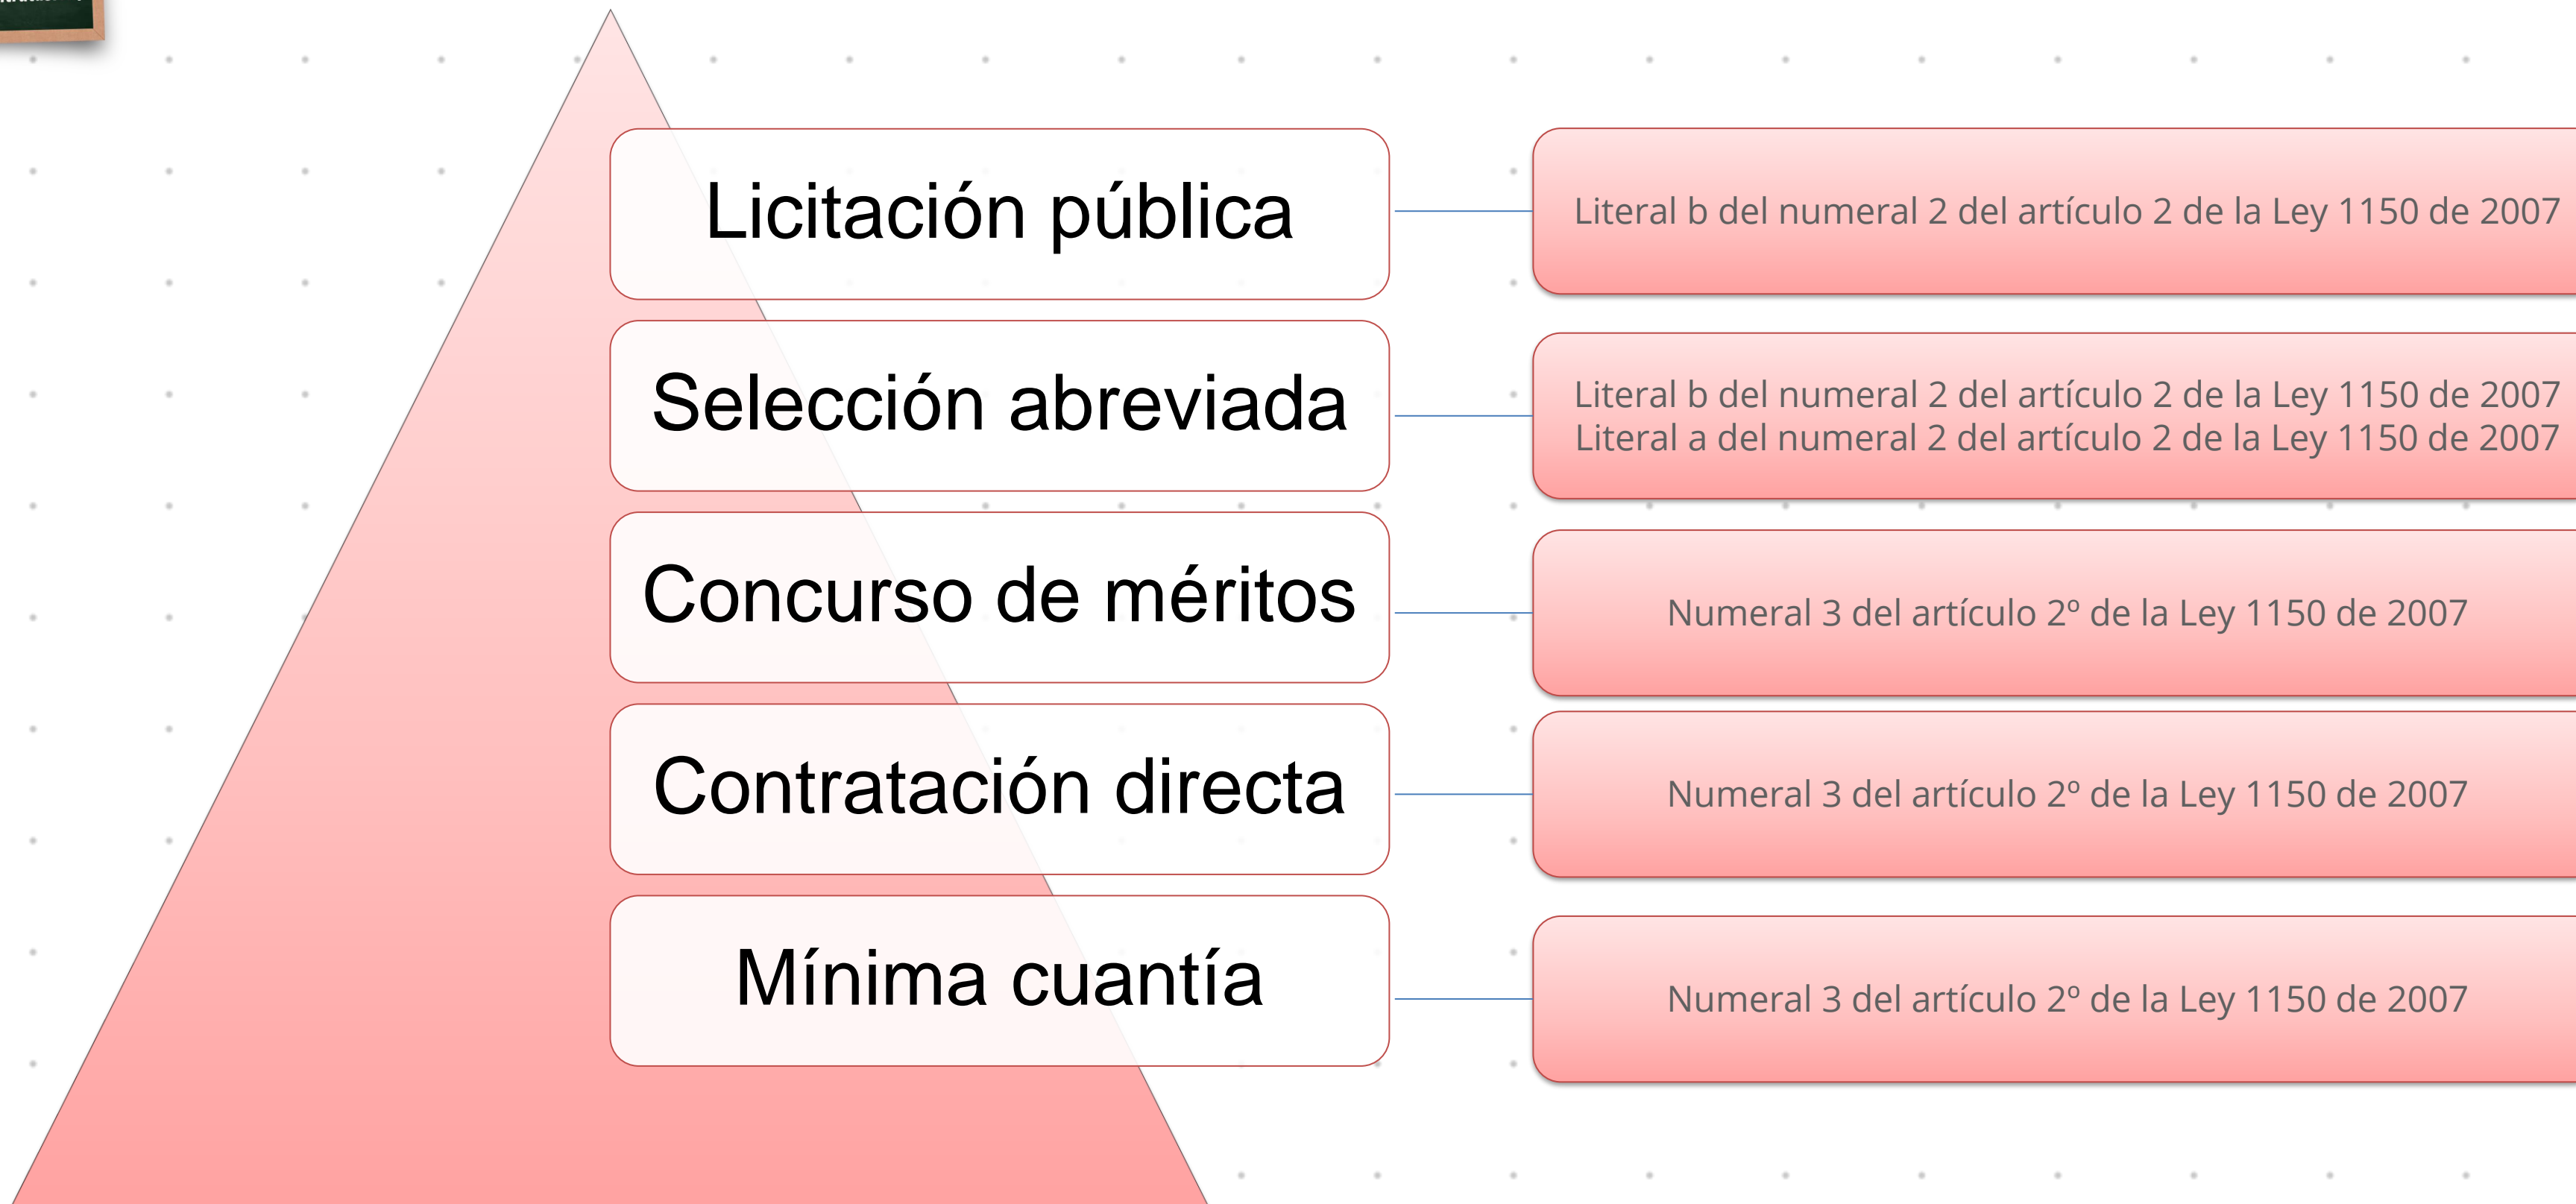 Licitación pública
Literal b del numeral 2 del artículo 2 de la Ley 1150 de 2007
Selección abreviada
Literal b del numeral 2 del artículo 2 de la Ley 1150 de 2007
Literal a del numeral 2 del artículo 2 de la Ley 1150 de 2007
Concurso de méritos
Numeral 3 del artículo 2º de la Ley 1150 de 2007
Contratación directa
Numeral 3 del artículo 2º de la Ley 1150 de 2007
Mínima cuantía
Numeral 3 del artículo 2º de la Ley 1150 de 2007